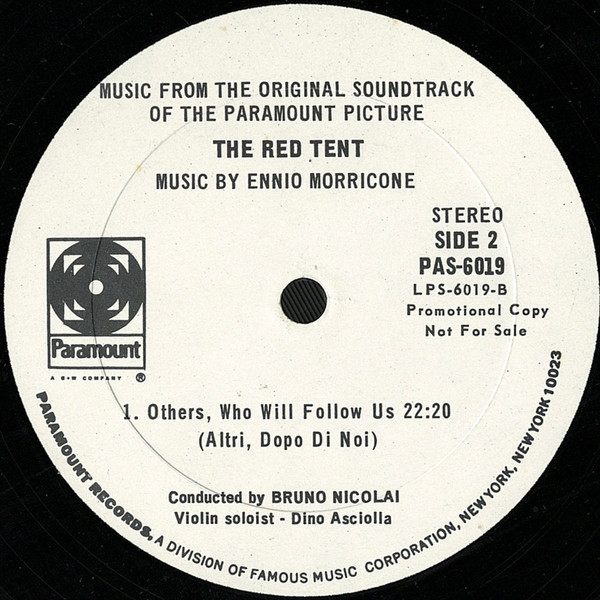 MUSIC FROM THE ORIGINAL SOUNDTRACK
OF THE PARAMOUNT PICTURE
THE RED TENT
MUSIC BY ENNIO MORRICONE
STEREO
SIDE 2
PAS-6019
LPS-6019-B
Promotional Copy
Not For Sale
Paramount
A G+W COMPANY ®
1. Others, Who Will Follow Us 22:20
(Altri, Dopo Di Noi)
Conducted by BRUNO NICOLAI
Violin soloist - Dino Asciolla
PARAMOUNT RECORDS, A DIVISION OF FAMOUS MUSIC CORPORATION, NEW YORK, NEW YORK 10023